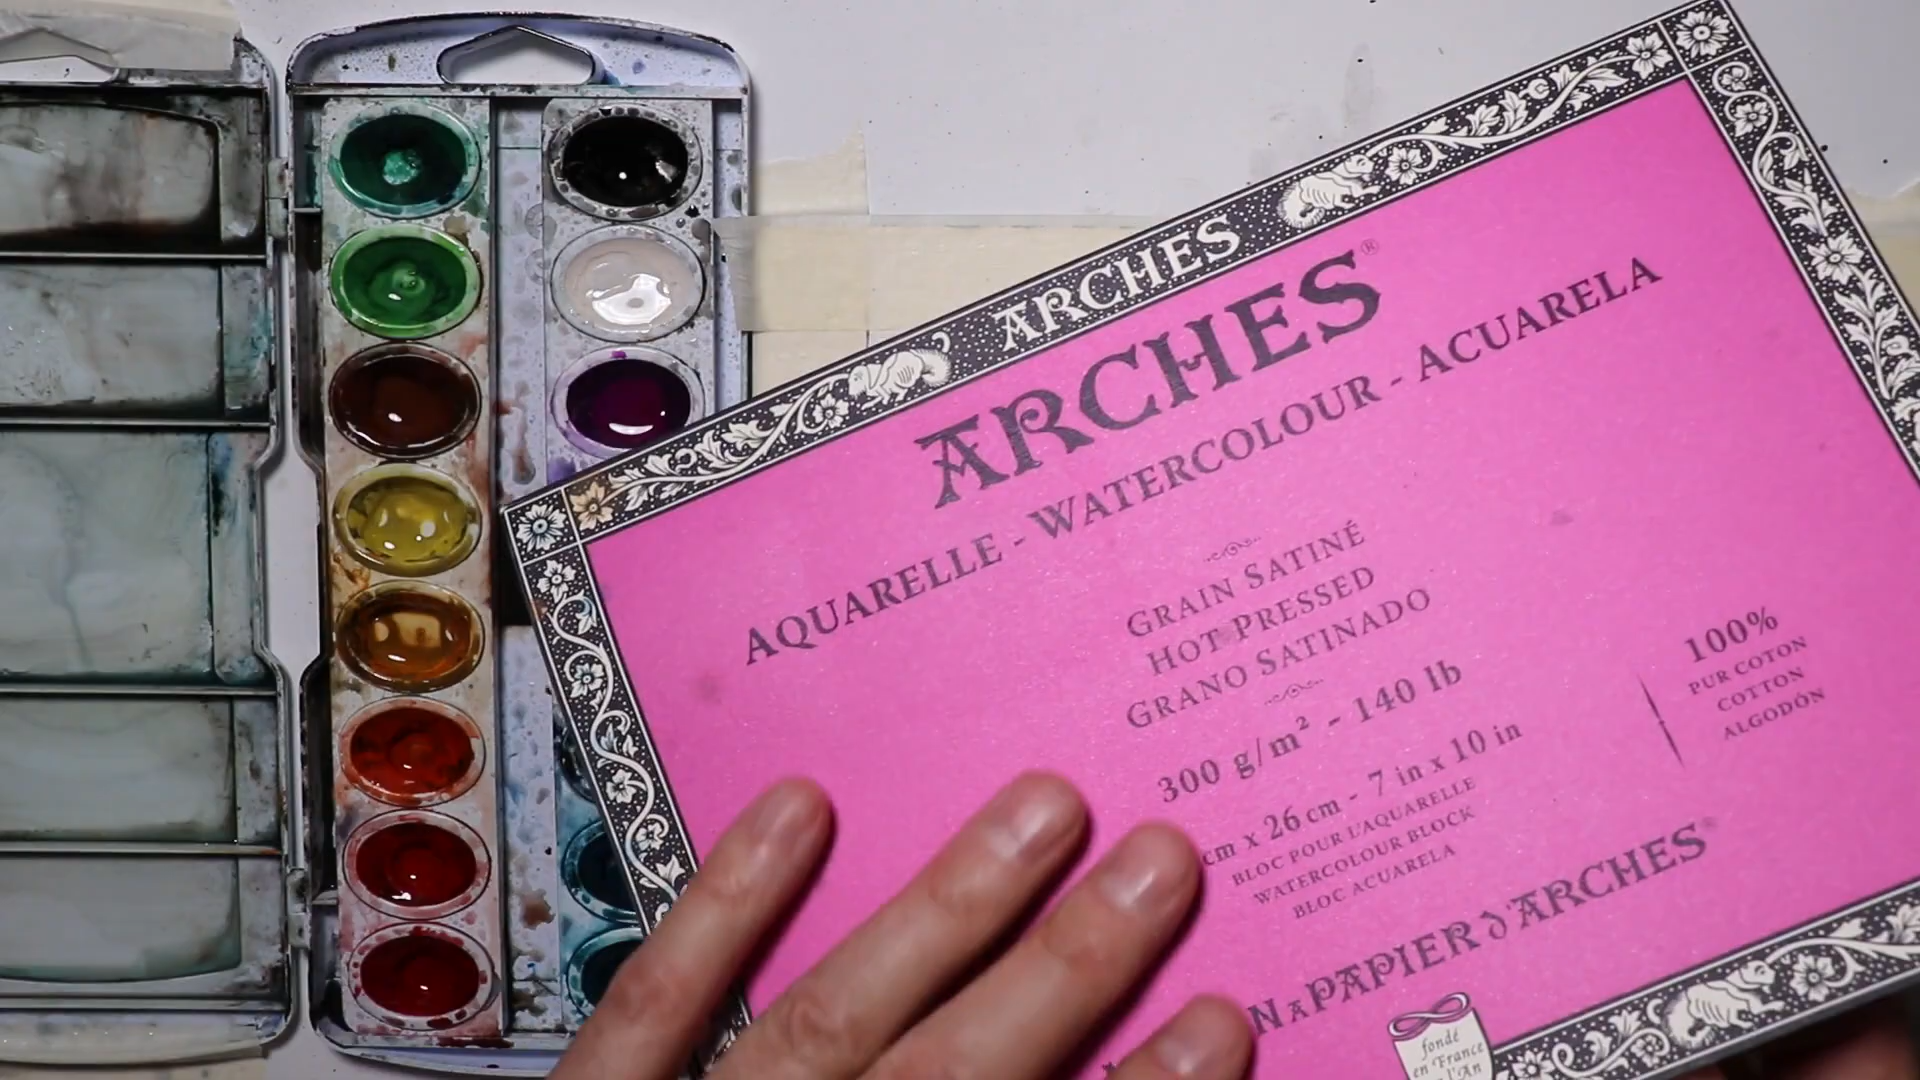 ARCHES
ARCHES®
AQUARELLE - WATERCOLOUR - ACUARELA
GRAIN SATINÉ
HOT PRESSED
GRANO SATINADO
300 g/m² - 140 lb
cm x 26 cm - 7 in x 10 in
BLOC POUR L'AQUARELLE
WATERCOLOUR BLOCK
BLOC ACUARELA
100%
PUR COTON
COTTON
ALGODÓN
N A PAPIER d'ARCHES®
fondé
en France
l'An